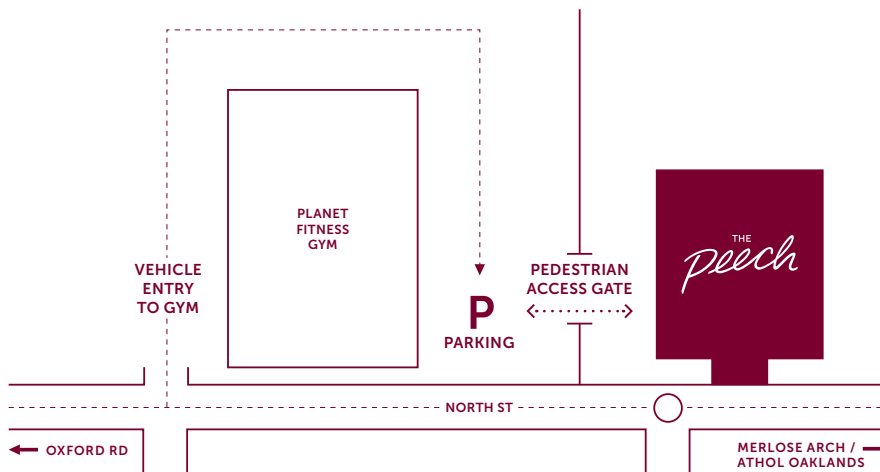 PLANET
FITNESS
GYM
THE
Peech
VEHICLE
ENTRY
TO GYM
PEDESTRIAN
ACCESS GATE
P
PARKING
NORTH ST
OXFORD RD
MERLOSE ARCH /
ATHOL OAKLANDS